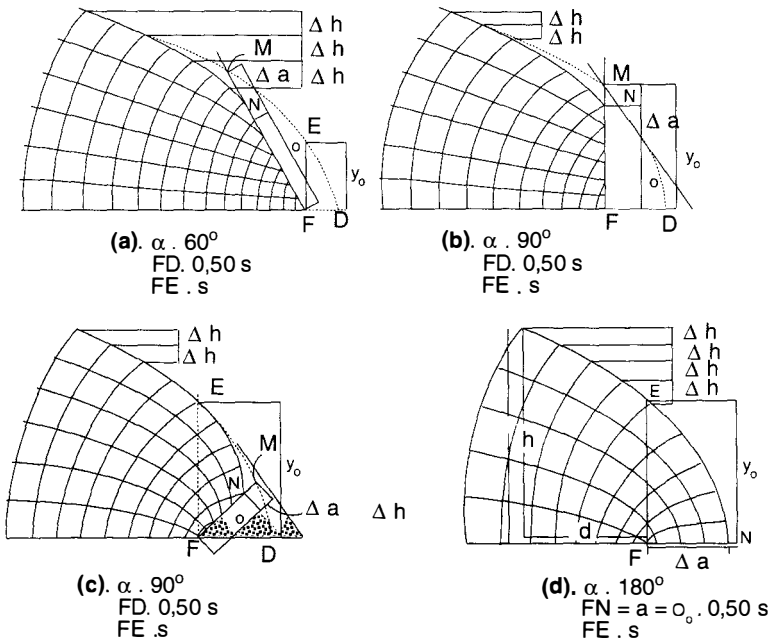 Δ h
Δ h
Δ h
M
Δ a
N
E
o
y₀
F
D
(a). α . 60°
FD. 0,50 s
FE . s
Δ h
Δ h
M
N
Δ a
y₀
o
F
D
(b). α . 90°
FD. 0,50 s
FE . s
Δ h
Δ h
E
M
N
y₀
Δ a
o
F
D
(c). α . 90°
FD. 0,50 s
FE .s
Δ h
Δ h
Δ h
Δ h
Δ h
E
h
y₀
d
N
F
Δ a
(d). α . 180°
FN = a = o₀ . 0,50 s
FE . s